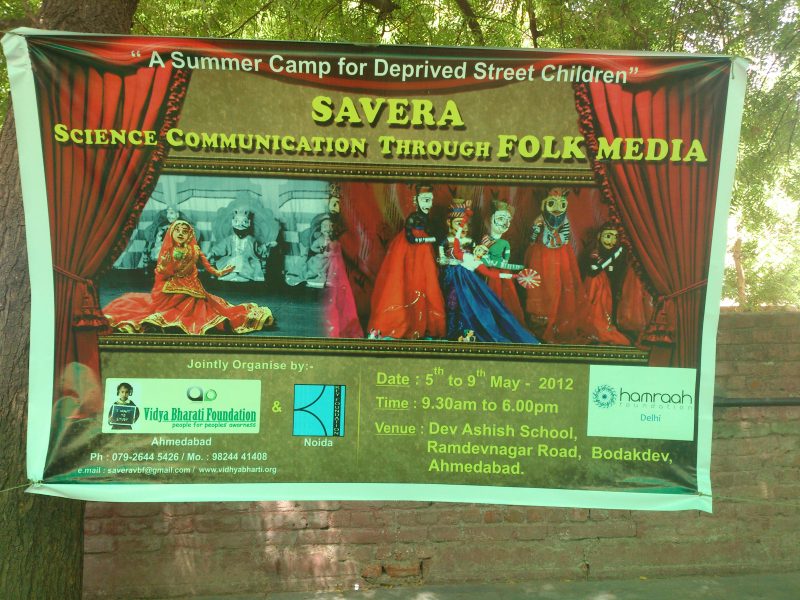 “A Summer Camp for Deprived Street Children”
SAVERA
SCIENCE COMMUNICATION THROUGH FOLK MEDIA
Jointly Organise by:-
Vidya Bharati Foundation
people for peoples awarness
Ahmedabad
Ph : 079-2644 5426 / Mo. : 98244 41408
e.mail : saveravbf@gmail.com / www.vidhyabharti.org
&
FOUNDATION
Noida
Date : 5th to 9th May - 2012
Time : 9.30am to 6.00pm
Venue : Dev Ashish School,
Ramdevnagar Road, Bodakdev,
Ahmedabad.
hamraah
foundation
Delhi